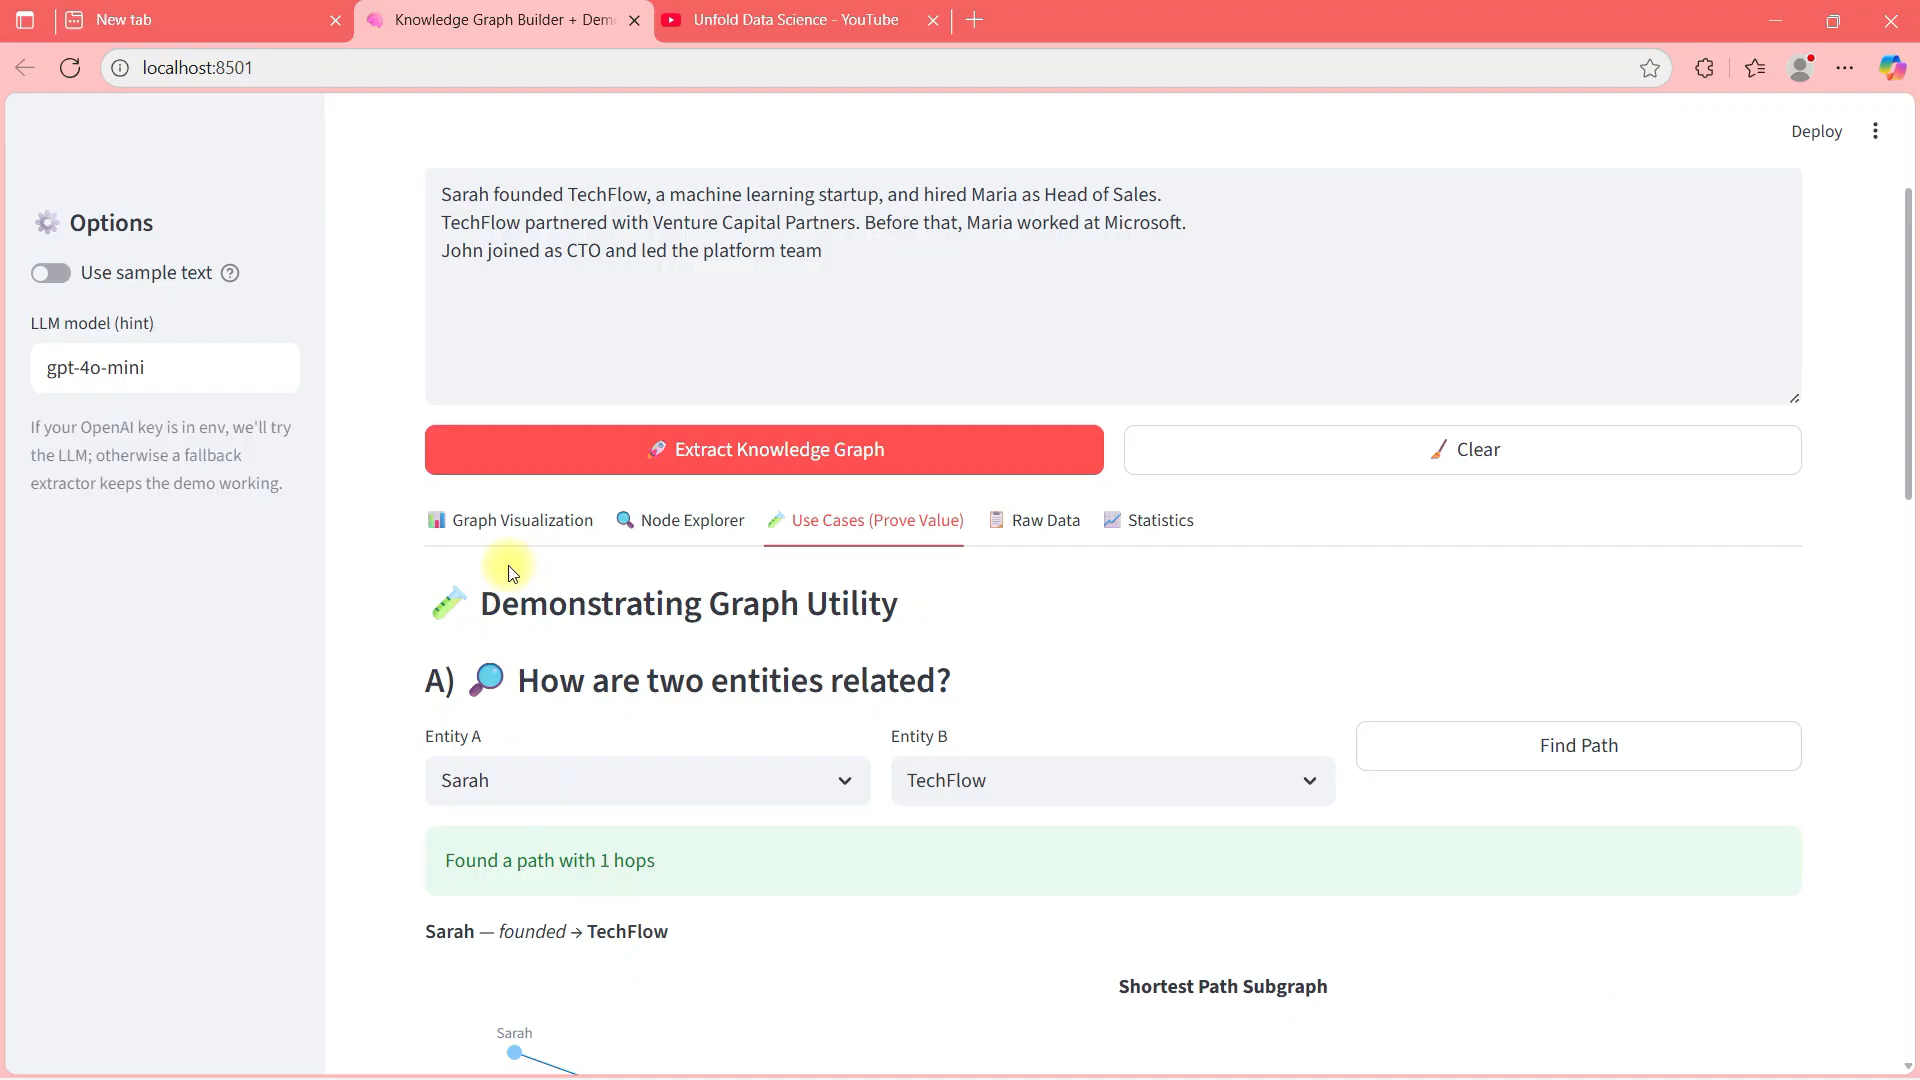 New tab
Knowledge Graph Builder + Dem
Unfold Data Science - YouTube
localhost:8501
Deploy
Options
Use sample text
LLM model (hint)
gpt-4o-mini
If your OpenAI key is in env, we'll try
the LLM; otherwise a fallback
extractor keeps the demo working.
Sarah founded TechFlow, a machine learning startup, and hired Maria as Head of Sales.
TechFlow partnered with Venture Capital Partners. Before that, Maria worked at Microsoft.
John joined as CTO and led the platform team
Extract Knowledge Graph
Clear
Graph Visualization
Node Explorer
Use Cases (Prove Value)
Raw Data
Statistics
Demonstrating Graph Utility
A) How are two entities related?
Entity A
Entity B
Sarah
TechFlow
Find Path
Found a path with 1 hops
Sarah — founded → TechFlow
Shortest Path Subgraph
Sarah